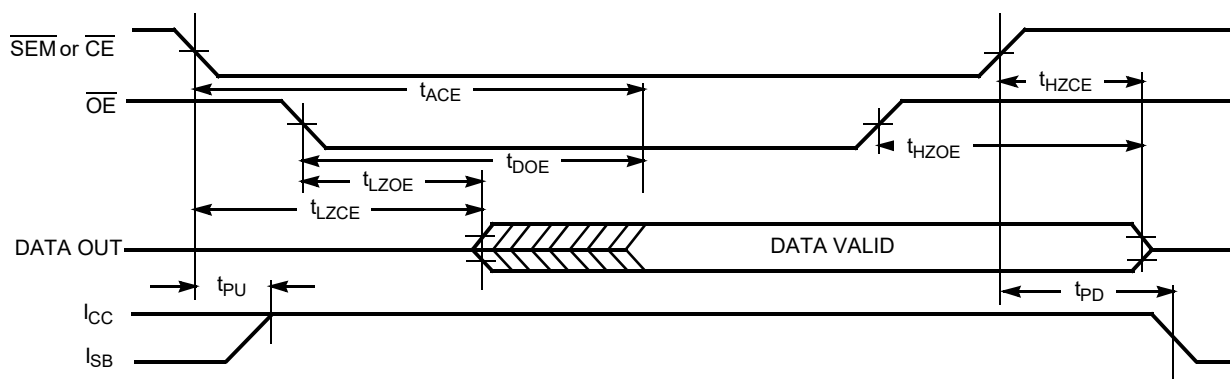 SEM or CE
tHZCE
tACE
OE
tHZOE
tDOE
tLZOE
tLZCE
DATA OUT
DATA VALID
tPU
tPD
ICC
ISB